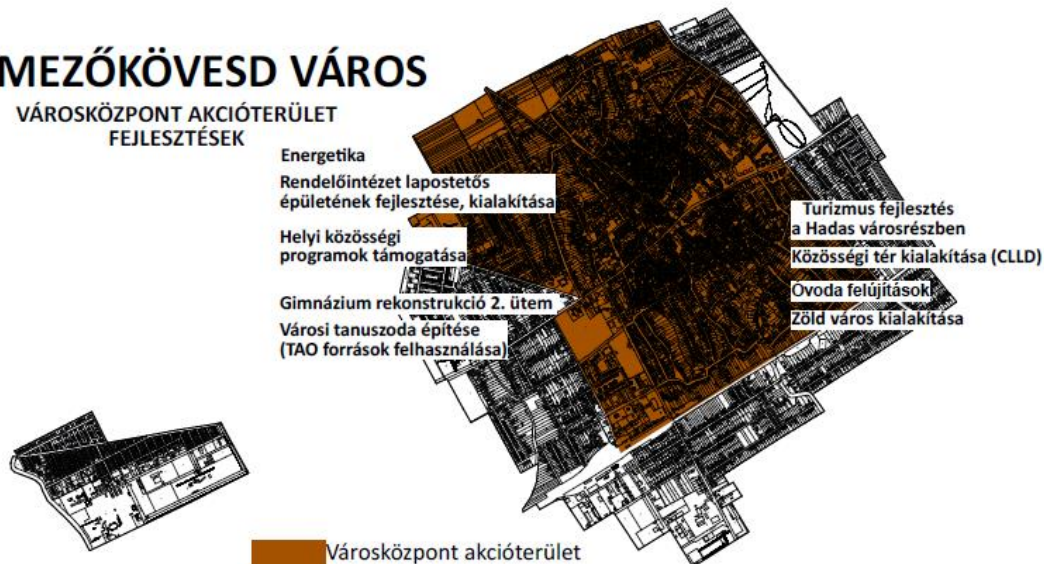 MEZŐKÖVESD VÁROS
VÁROSKÖZPONT AKCIÓTERÜLET
FEJLESZTÉSEK
Energetika
Rendelőintézet lapostetős
épületének fejlesztése, kialakítása
Helyi közösségi
programok támogatása
Gimnázium rekonstrukció 2. ütem
Városi tanuszoda építése
(TAO források felhasználása)
Turizmus fejlesztés
a Hadas városrészben
Közösségi tér kialakítása (CLLD)
Ovoda felújítások
Zöld város kialakítása
Városközpont akcióterület